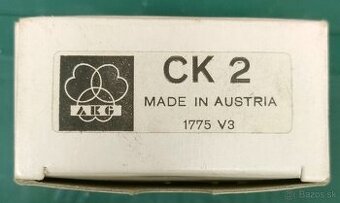 CK 2
MADE IN AUSTRIA
AKG
1775 V3
bazos.sk